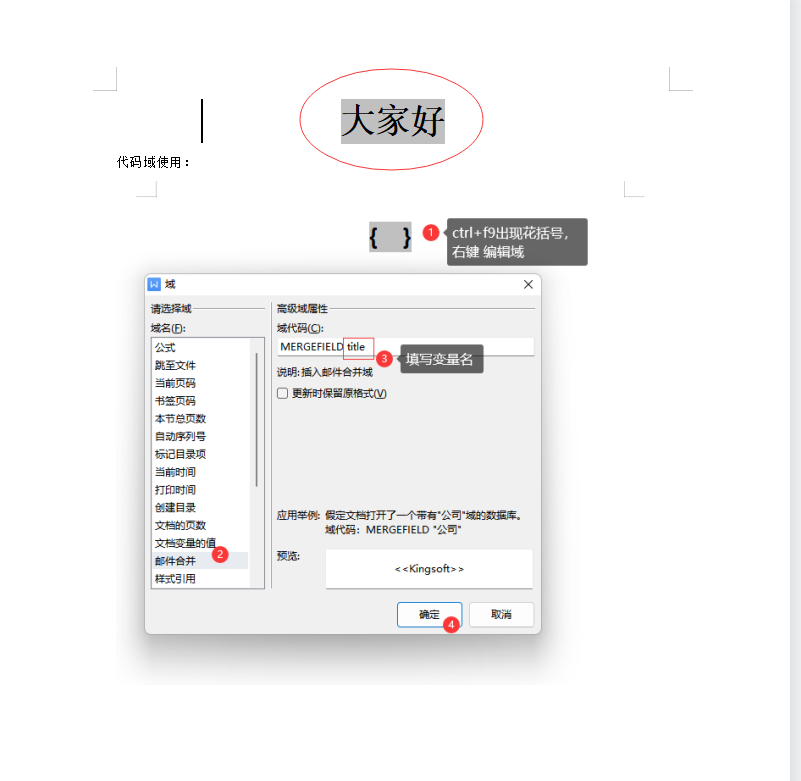 大家好
代码域使用：
{ }
1
ctrl+f9出现花括号，
右键 编辑域
域
请选择域
高级域属性
域名(F):
域代码(C):
公式
跳至文件
当前页码
书签页码
本节总页数
自动序列号
标记目录项
当前时间
打印时间
创建目录
文档的页数
文档变量的值
邮件合并
2
样式引用
MERGEFIELD title
3
填写变量名
说明: 插入邮件合并域
更新时保留原格式(V)
应用举例: 假定文档打开了一个带有"公司"域的数据库。
域代码：MERGEFIELD "公司"
预览:
<<Kingsoft>>
确定
4
取消